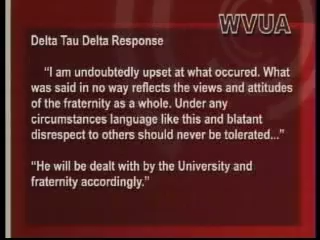 WVUA
Delta Tau Delta Response
“I am undoubtedly upset at what occured. What
was said in no way reflects the views and attitudes
of the fraternity as a whole. Under any
circumstances language like this and blatant
disrespect to others should never be tolerated...”
“He will be dealt with by the University and
fraternity accordingly.”